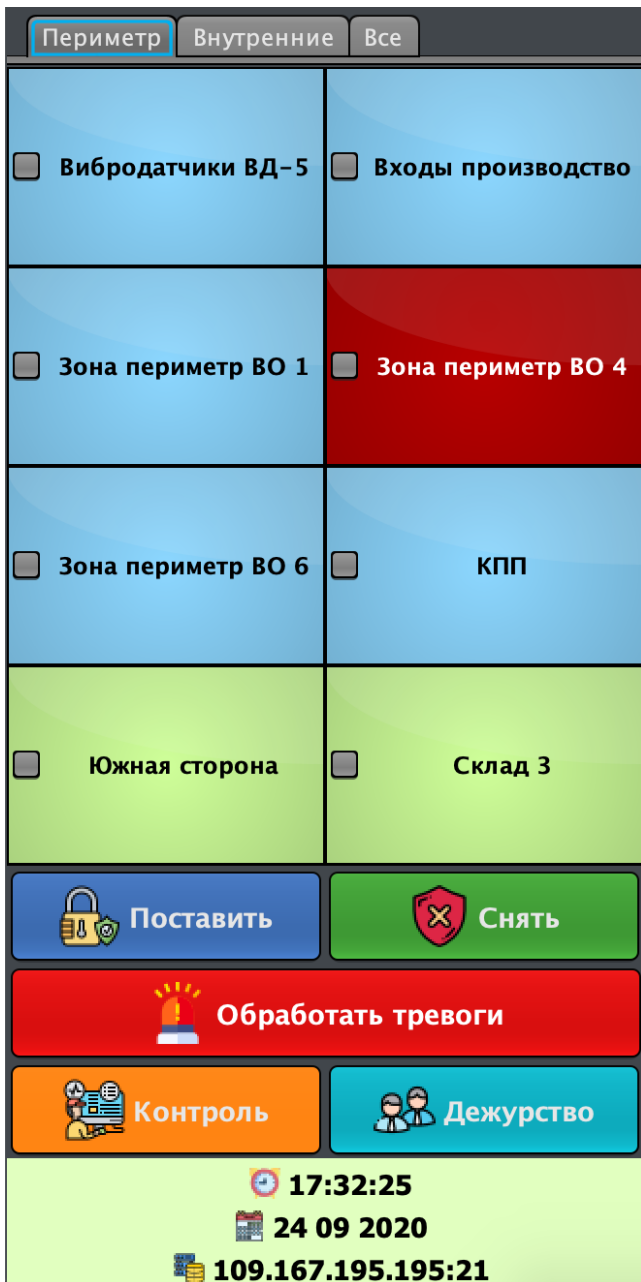 Периметр Внутренние Все
Вибродатчики ВД-5 Входы производство
Зона периметр ВО 1 Зона периметр ВО 4
Зона периметр ВО 6 КПП
Южная сторона Склад 3
Поставить Снять
Обработать тревоги
Контроль Дежурство
17:32:25
24 09 2020
109.167.195.195:21